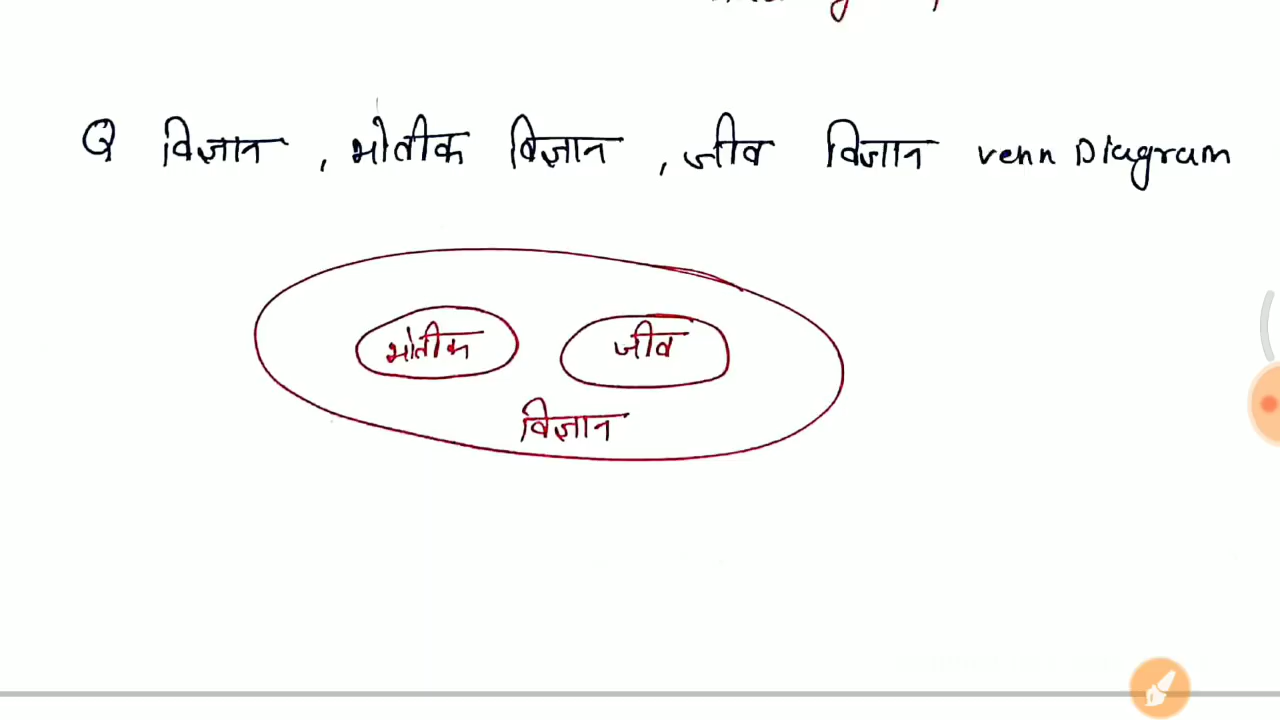 Q विज्ञान , भोतीक विज्ञान , जीव विज्ञान venn Diagram
भोतीक जीव
विज्ञान